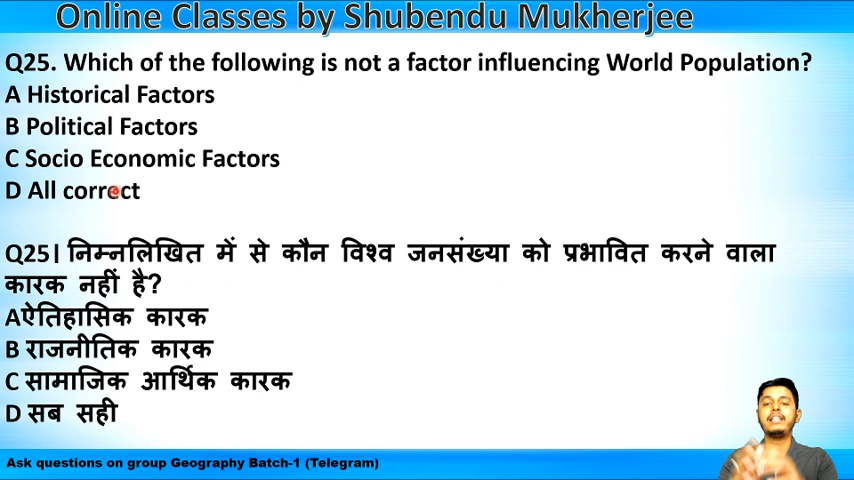 Online Classes by Shubendu Mukherjee
Q25. Which of the following is not a factor influencing World Population?
A Historical Factors
B Political Factors
C Socio Economic Factors
D All correct
Q25। निम्नलिखित में से कौन विश्व जनसंख्या को प्रभावित करने वाला
कारक नहीं है?
Aऐतिहासिक कारक
B राजनीतिक कारक
C सामाजिक आर्थिक कारक
D सब सही
Ask questions on group Geography Batch-1 (Telegram)